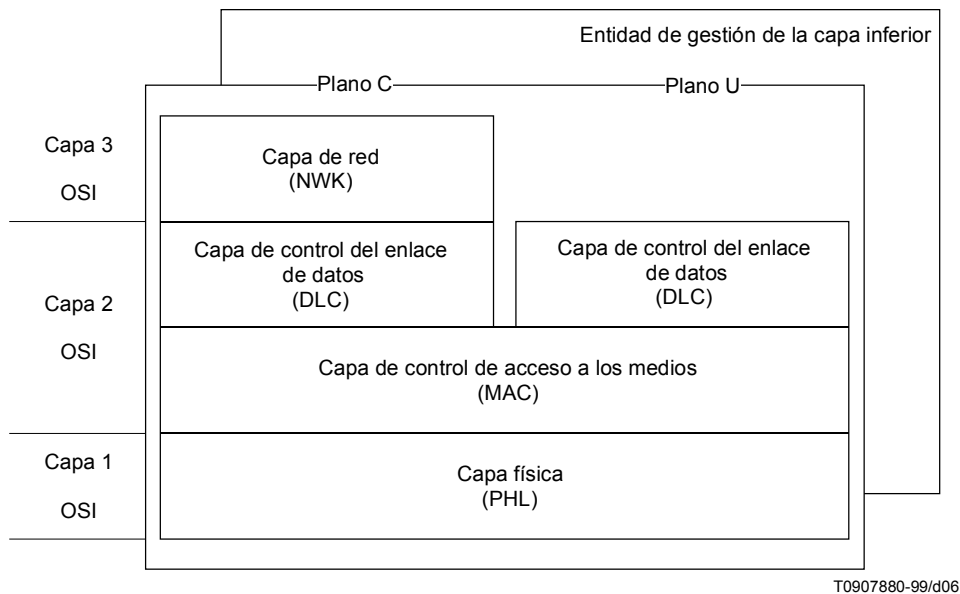 Entidad de gestión de la capa inferior
Plano C
Plano U
Capa 3
OSI
Capa de red
(NWK)
Capa 2
OSI
Capa de control del enlace
de datos
(DLC)
Capa de control del enlace
de datos
(DLC)
Capa de control de acceso a los medios
(MAC)
Capa 1
OSI
Capa física
(PHL)
T0907880-99/d06